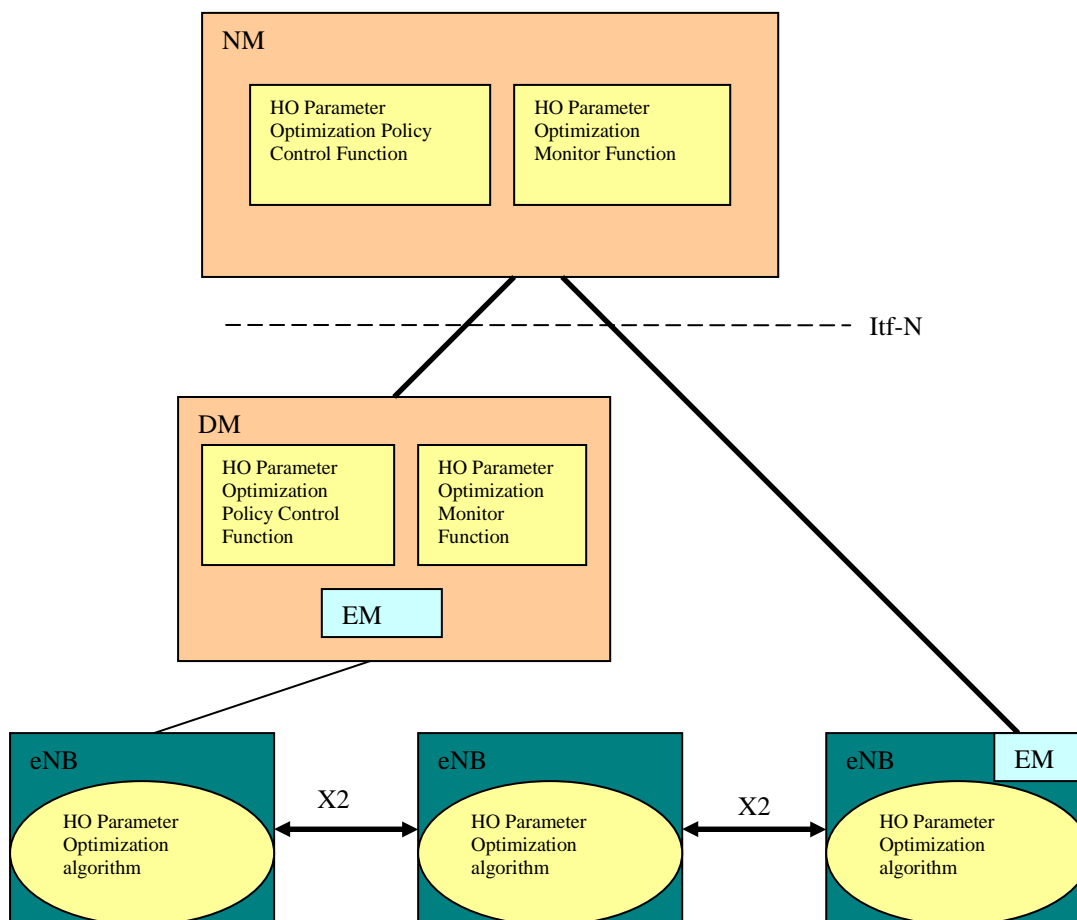 NM
HO Parameter
Optimization Policy
Control Function
HO Parameter
Optimization
Monitor Function
Itf-N
DM
HO Parameter
Optimization
Policy Control
Function
HO Parameter
Optimization
Monitor
Function
EM
eNB
HO Parameter
Optimization
algorithm
X2
eNB
HO Parameter
Optimization
algorithm
X2
eNB
EM
HO Parameter
Optimization
algorithm